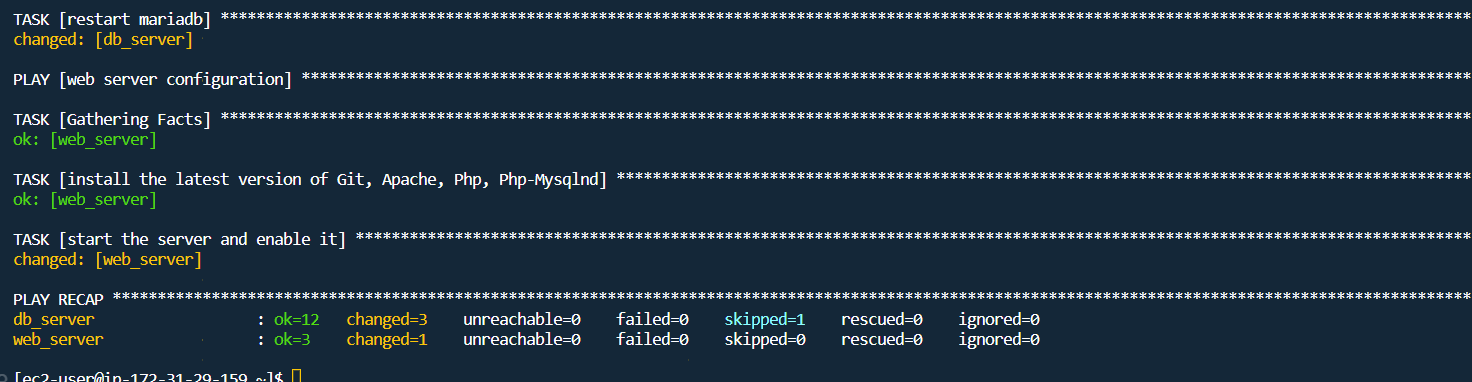 TASK [restart mariadb] ********************************************************************************************************************************************
changed: [db_server]
PLAY [web server configuration] **********************************************************************************************************************************
TASK [Gathering Facts] ********************************************************************************************************************************************
ok: [web_server]
TASK [install the latest version of Git, Apache, Php, Php-Mysqlnd] ***********************************************************************************************
ok: [web_server]
TASK [start the server and enable it] ****************************************************************************************************************************
changed: [web_server]
PLAY RECAP *******************************************************************************************************************************************************
db_server : ok=12 changed=3 unreachable=0 failed=0 skipped=1 rescued=0 ignored=0
web_server : ok=3 changed=1 unreachable=0 failed=0 skipped=0 rescued=0 ignored=0
[ec2-user@ip-172-31-29-159 ~]$